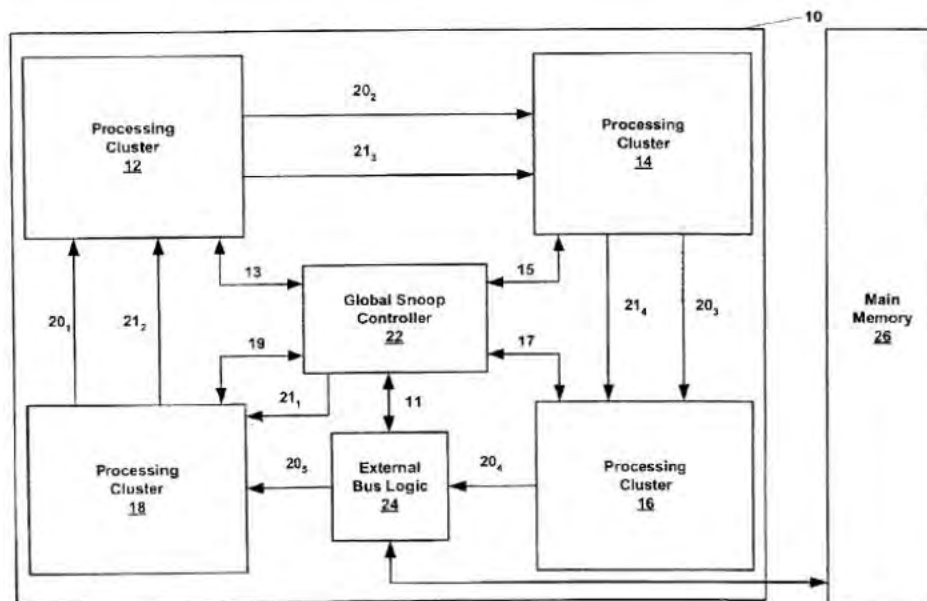 10
Processing
Cluster
12
20₂
21₃
Processing
Cluster
14
Main
Memory
26
13
15
Global Snoop
Controller
22
20₁
21₂
19
17
21₄
20₃
21₁
11
Processing
Cluster
18
20₅
External
Bus Logic
24
20₄
Processing
Cluster
16